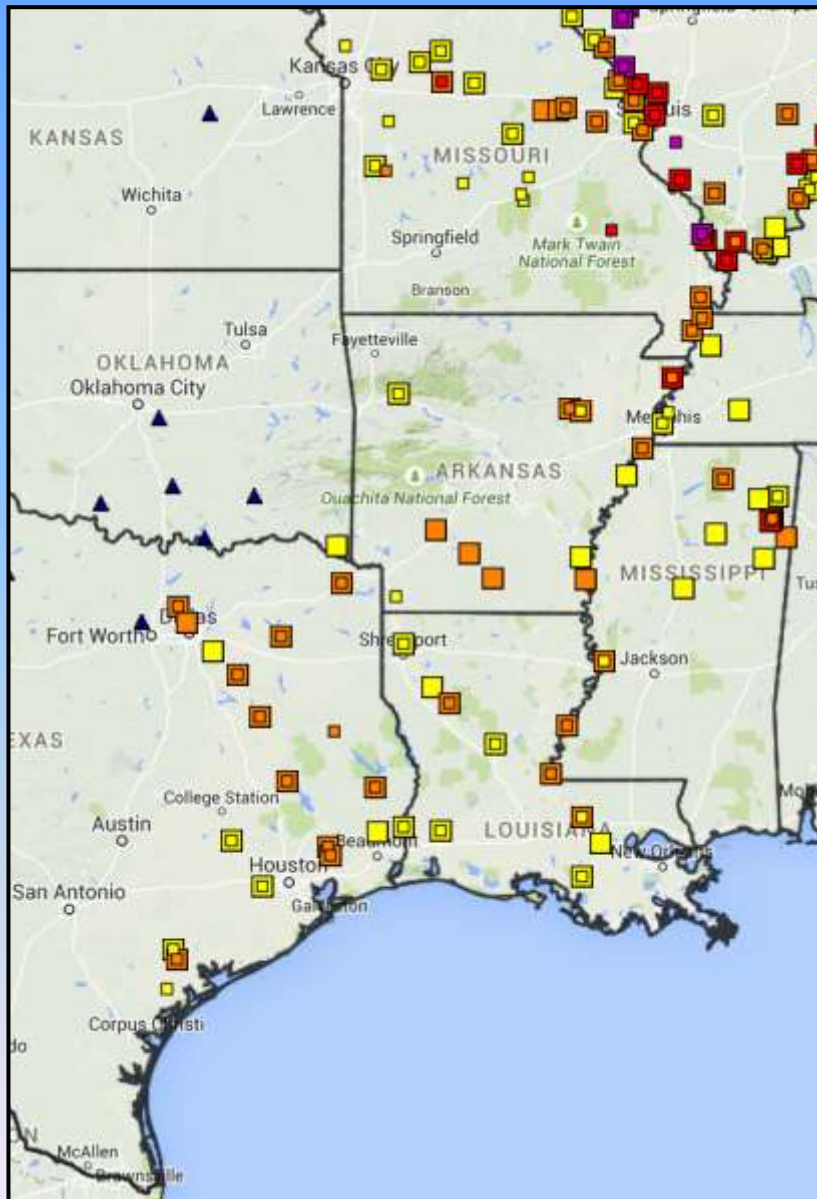 Springfield
Kansas City
Lawrence
KANSAS
MISSOURI
Wichita
Springfield
Mark Twain
National Forest
Branson
Tulsa
Fayetteville
OKLAHOMA
Oklahoma City
ARKANSAS
Ouachita National Forest
MISSISSIPPI
Fort Worth
Jackson
EXAS
College Station
Austin
LOUISIANA
New Orleans
Houston
San Antonio
Corpus Christi
McAllen
Brownsville